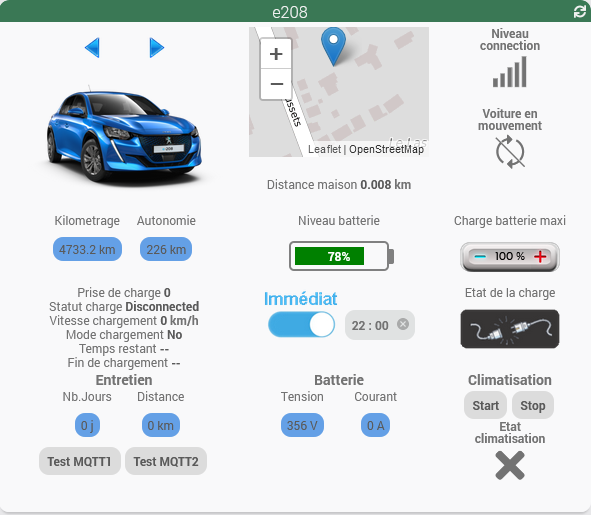 e208
+
−
ussets
Leaflet | OpenStreetMap
Distance maison 0.008 km
Niveau
connection
Voiture en
mouvement
Kilometrage
Autonomie
4733.2 km
226 km
Niveau batterie
78%
Charge batterie maxi
− 100 % +
Prise de charge 0
Statut charge Disconnected
Vitesse chargement 0 km/h
Mode chargement No
Temps restant --
Fin de chargement --
Immédiat
22 : 00
Etat de la charge
Entretien
Nb.Jours
Distance
0 j
0 km
Test MQTT1
Test MQTT2
Batterie
Tension
Courant
356 V
0 A
Climatisation
Start
Stop
Etat
climatisation